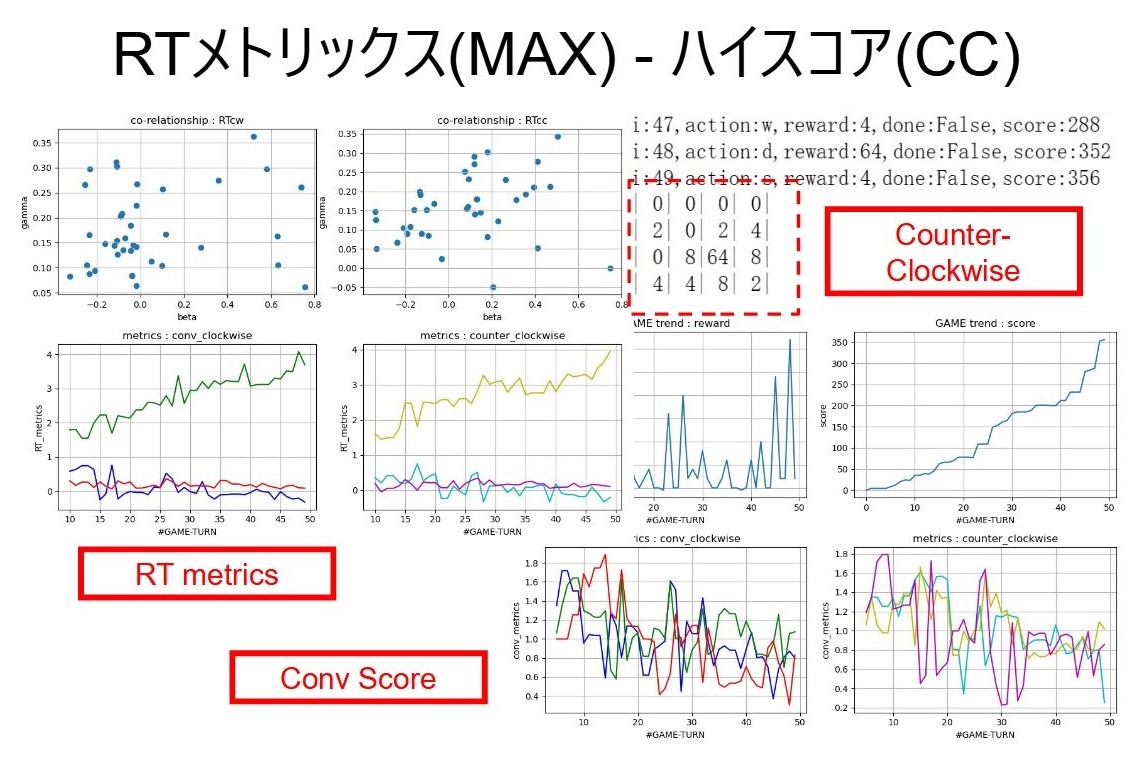 RTメトリックス(MAX) - ハイスコア(CC)
co-relationship : RTcw
gamma
0.35
0.30
0.25
0.20
0.15
0.10
0.05
−0.2
0.0
0.2
0.4
0.6
0.8
beta
co-relationship : RTcc
gamma
0.35
0.30
0.25
0.20
0.15
0.10
0.05
0.00
−0.05
−0.2
0.0
0.2
0.4
0.6
0.8
beta
i:47,action:w,reward:4,done:False,score:288
i:48,action:d,reward:64,done:False,score:352
i:49,action:s,reward:4,done:False,score:356
| 0| 0| 0| 0|
| 2| 0| 2| 4|
| 0| 8|64| 8|
| 4| 4| 8| 2|
Counter-
Clockwise
metrics : conv_clockwise
RT_metrics
4
3
2
1
0
10
15
20
25
30
35
40
45
50
#GAME-TURN
metrics : counter_clockwise
RT_metrics
4
3
2
1
0
10
15
20
25
30
35
40
45
50
#GAME-TURN
AME trend : reward
20
30
40
50
#GAME-TURN
GAME trend : score
score
350
300
250
200
150
100
50
0
0
10
20
30
40
50
#GAME-TURN
RT metrics
Conv Score
rics : conv_clockwise
conv_metrics
1.8
1.6
1.4
1.2
1.0
0.8
0.6
0.4
10
20
30
40
50
#GAME-TURN
metrics : counter_clockwise
conv_metrics
1.8
1.6
1.4
1.2
1.0
0.8
0.6
0.4
0.2
10
20
30
40
50
#GAME-TURN